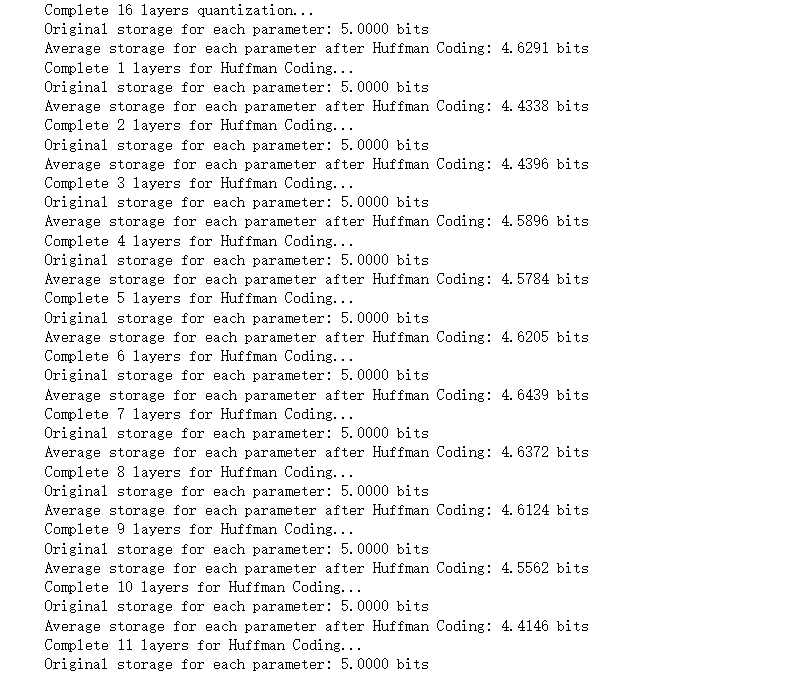 Complete 16 layers quantization...
Original storage for each parameter: 5.0000 bits
Average storage for each parameter after Huffman Coding: 4.6291 bits
Complete 1 layers for Huffman Coding...
Original storage for each parameter: 5.0000 bits
Average storage for each parameter after Huffman Coding: 4.4338 bits
Complete 2 layers for Huffman Coding...
Original storage for each parameter: 5.0000 bits
Average storage for each parameter after Huffman Coding: 4.4396 bits
Complete 3 layers for Huffman Coding...
Original storage for each parameter: 5.0000 bits
Average storage for each parameter after Huffman Coding: 4.5896 bits
Complete 4 layers for Huffman Coding...
Original storage for each parameter: 5.0000 bits
Average storage for each parameter after Huffman Coding: 4.5784 bits
Complete 5 layers for Huffman Coding...
Original storage for each parameter: 5.0000 bits
Average storage for each parameter after Huffman Coding: 4.6205 bits
Complete 6 layers for Huffman Coding...
Original storage for each parameter: 5.0000 bits
Average storage for each parameter after Huffman Coding: 4.6439 bits
Complete 7 layers for Huffman Coding...
Original storage for each parameter: 5.0000 bits
Average storage for each parameter after Huffman Coding: 4.6372 bits
Complete 8 layers for Huffman Coding...
Original storage for each parameter: 5.0000 bits
Average storage for each parameter after Huffman Coding: 4.6124 bits
Complete 9 layers for Huffman Coding...
Original storage for each parameter: 5.0000 bits
Average storage for each parameter after Huffman Coding: 4.5562 bits
Complete 10 layers for Huffman Coding...
Original storage for each parameter: 5.0000 bits
Average storage for each parameter after Huffman Coding: 4.4146 bits
Complete 11 layers for Huffman Coding...
Original storage for each parameter: 5.0000 bits